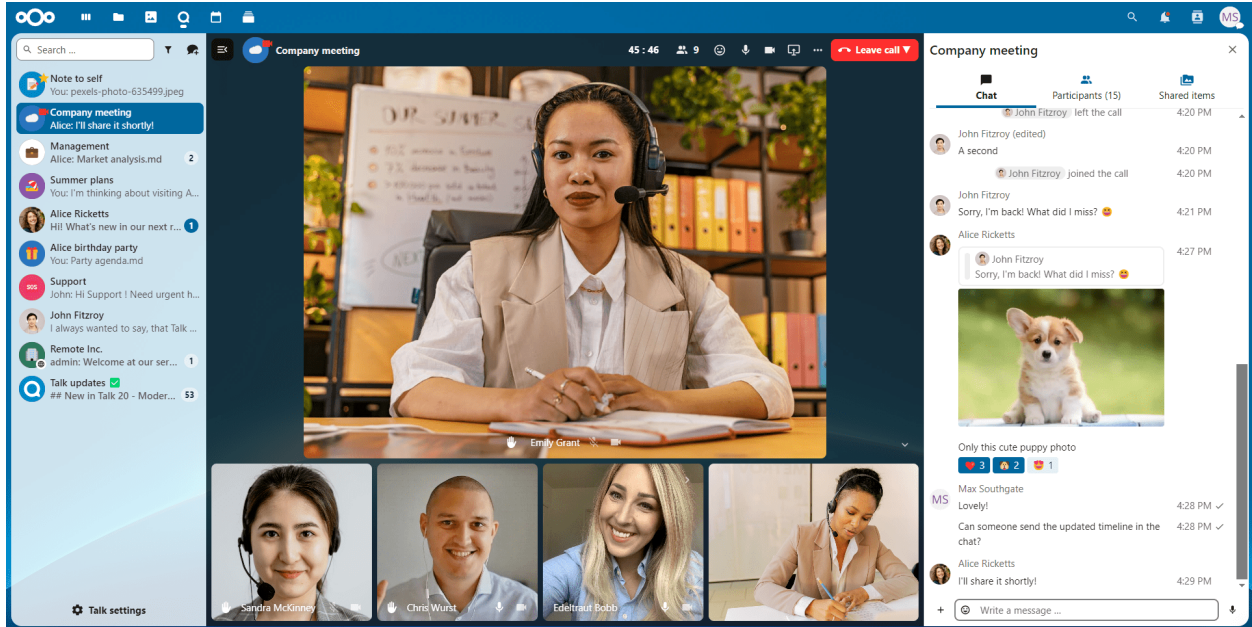 MS
Search ...
Note to self
You: pexels-photo-635499.jpeg
Company meeting
Alice: I'll share it shortly!
Management
Alice: Market analysis.md 2
Summer plans
You: I'm thinking about visiting A...
Alice Ricketts
Hi! What's new in our next r... 1
Alice birthday party
You: Party agenda.md
SOS
Support
John: Hi Support ! Need urgent h...
John Fitzroy
I always wanted to say, that Talk ...
Remote Inc.
admin: Welcome at our ser... 1
Talk updates ✅
## New in Talk 20 - Moder... 53
Talk settings
Company meeting
45 : 46
9
Leave call
OUR SUMMER
Emily Grant
Sandra McKinney
Chris Wurst
Edeltraut Bobb
Company meeting
Chat
Participants (15)
Shared items
John Fitzroy left the call 4:20 PM
John Fitzroy (edited)
A second 4:20 PM
John Fitzroy joined the call 4:20 PM
John Fitzroy
Sorry, I'm back! What did I miss? 😄 4:21 PM
Alice Ricketts
4:27 PM
John Fitzroy
Sorry, I'm back! What did I miss? 😄
Only this cute puppy photo
❤️ 3 🙈 2 😍 1
MS
Max Southgate
Lovely! 4:28 PM
Can someone send the updated timeline in the 4:28 PM
chat?
Alice Ricketts
I'll share it shortly! 4:29 PM
Write a message ...